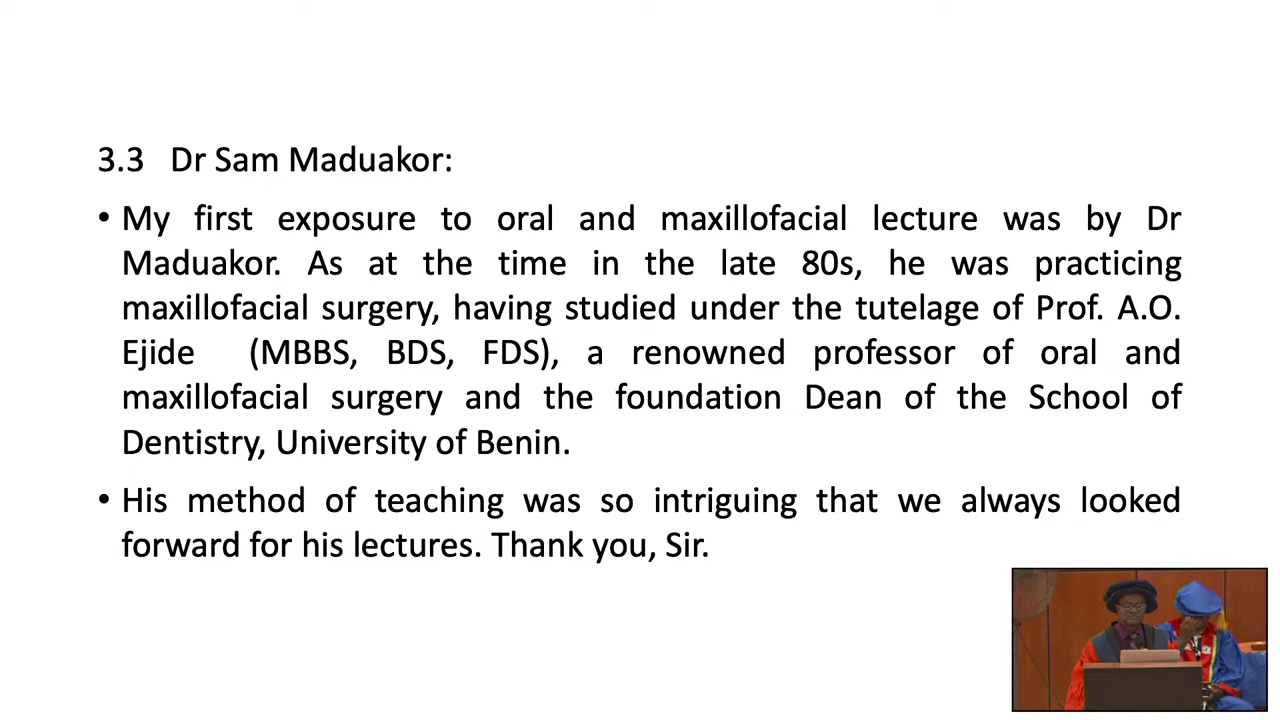 3.3 Dr Sam Maduakor:
• My first exposure to oral and maxillofacial lecture was by Dr
Maduakor. As at the time in the late 80s, he was practicing
maxillofacial surgery, having studied under the tutelage of Prof. A.O.
Ejide (MBBS, BDS, FDS), a renowned professor of oral and
maxillofacial surgery and the foundation Dean of the School of
Dentistry, University of Benin.
• His method of teaching was so intriguing that we always looked
forward for his lectures. Thank you, Sir.